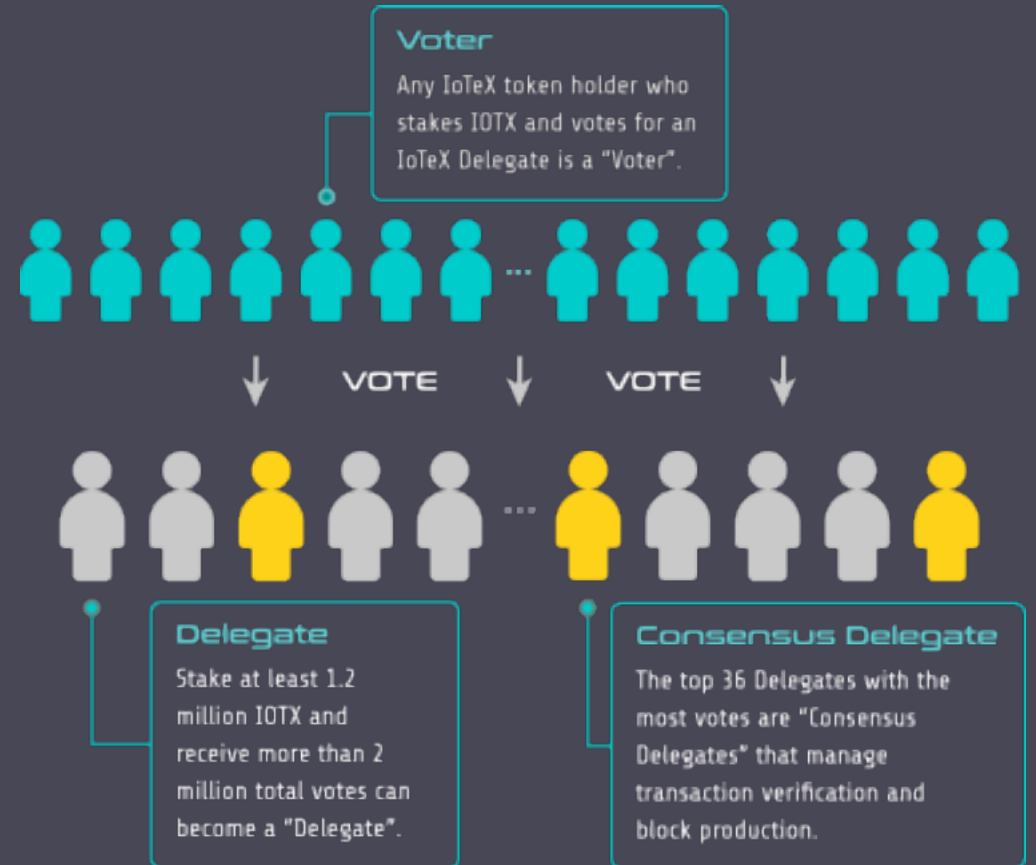 Voter
Any IoTeX token holder who
stakes IOTX and votes for an
IoTeX Delegate is a "Voter".
...
VOTE
VOTE
...
Delegate
Stake at least 1.2
million IOTX and
receive more than 2
million total votes can
become a "Delegate".
Consensus Delegate
The top 36 Delegates with the
most votes are "Consensus
Delegates" that manage
transaction verification and
block production.